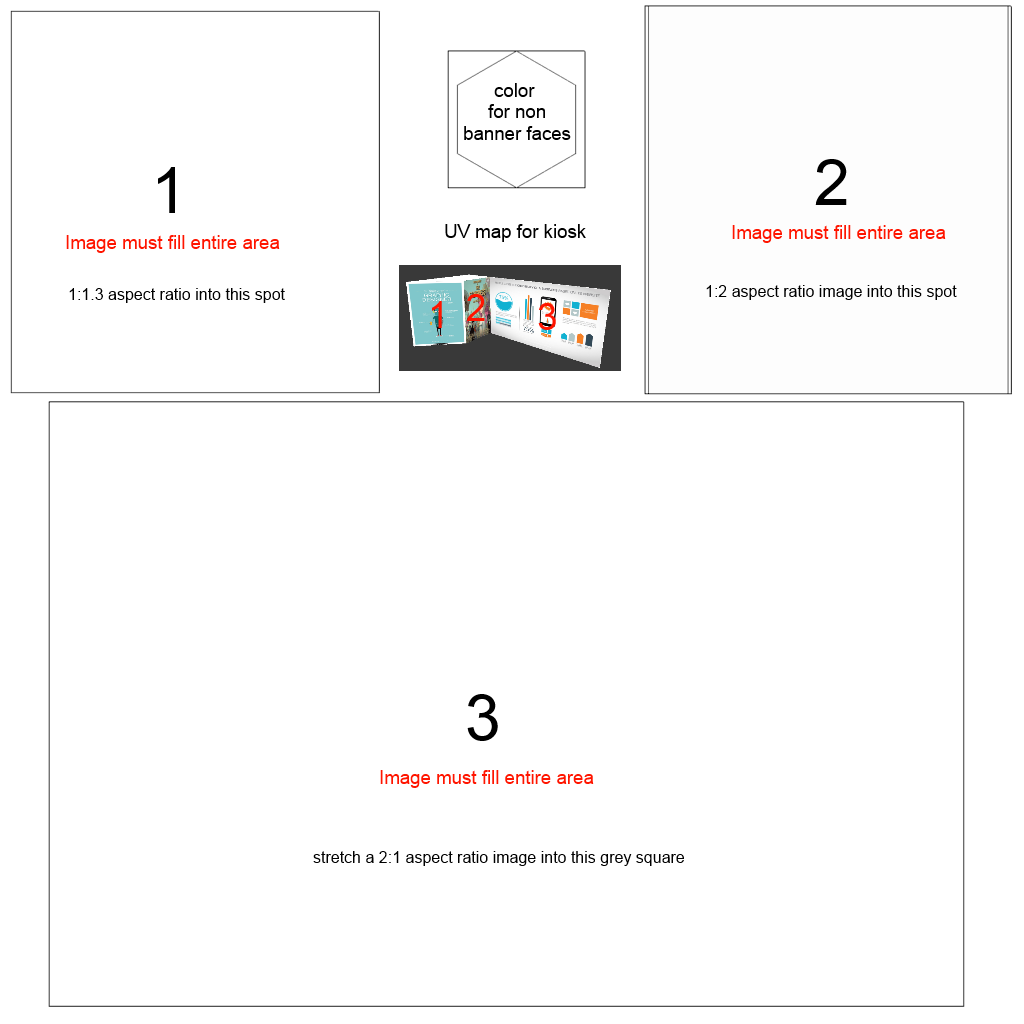 color
for non
banner faces
1
Image must fill entire area
1:1.3 aspect ratio into this spot
2
Image must fill entire area
1:2 aspect ratio image into this spot
UV map for kiosk
1
2
3
3
Image must fill entire area
stretch a 2:1 aspect ratio image into this grey square